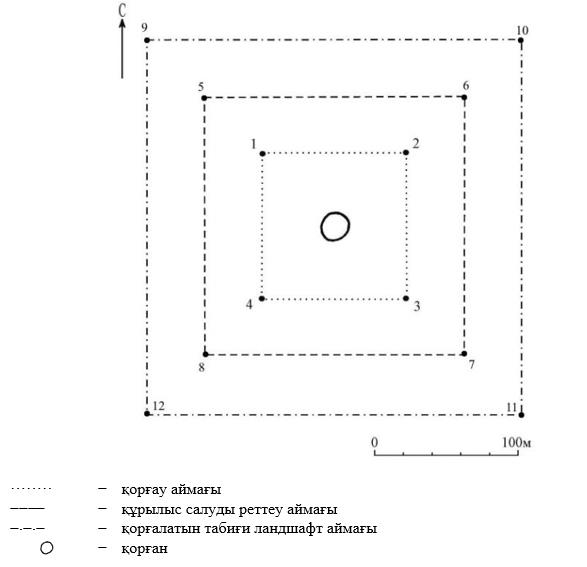 С
9
10
5
6
1
2
4
3
8
7
12
11
0
100м
– қорғау аймағы
– құрылыс салуды реттеу аймағы
– қорғалатын табиғи ландшафт аймағы
– қорған